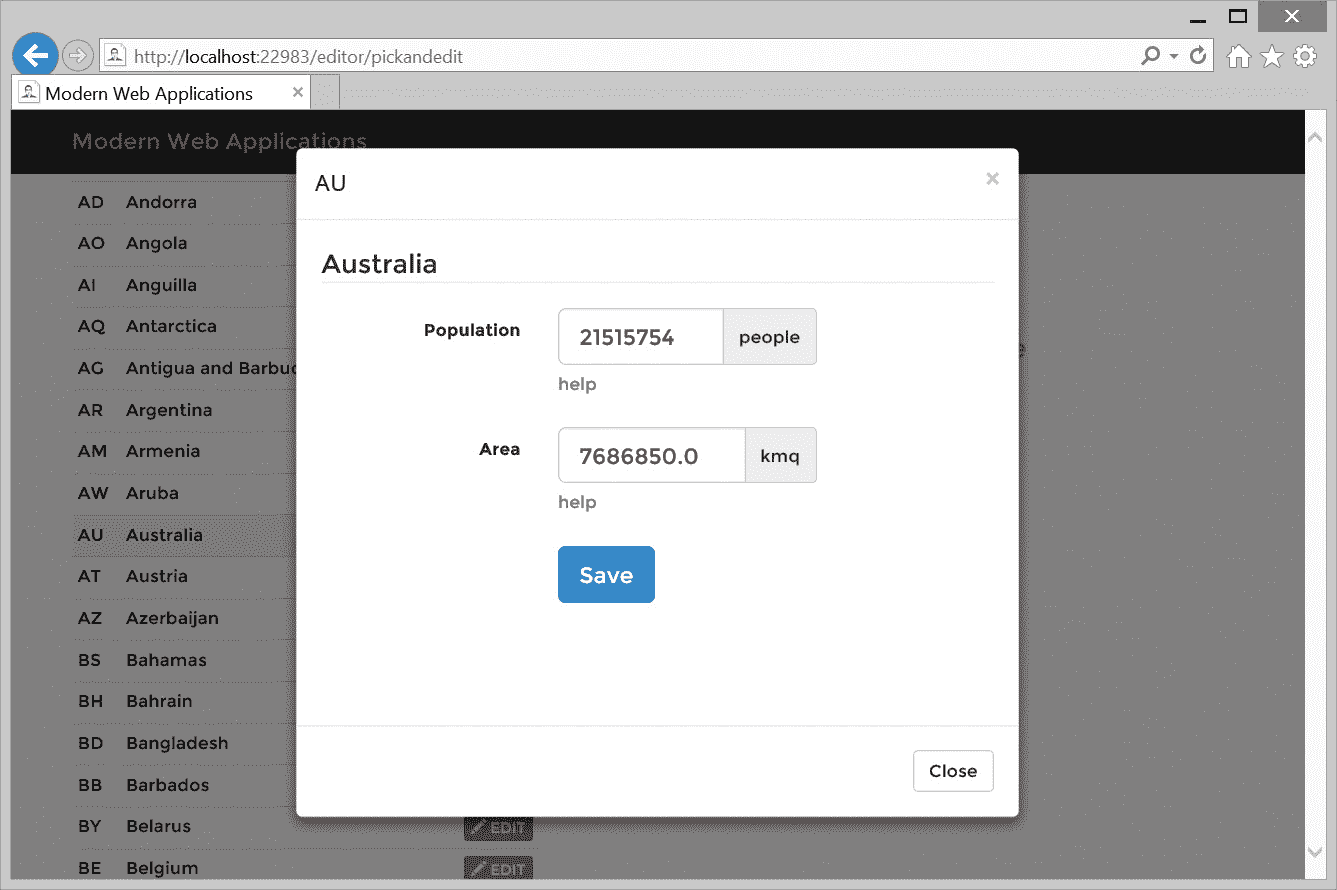 http://localhost:22983/editor/pickandedit
Modern Web Applications
Modern Web Applications
AU
Australia
Population 21515754 people
help
Area 7686850.0 kmq
help
Save
Close
AD Andorra
AO Angola
AI Anguilla
AQ Antarctica
AG Antigua and Barbuc
AR Argentina
AM Armenia
AW Aruba
AU Australia
AT Austria
AZ Azerbaijan
BS Bahamas
BH Bahrain
BD Bangladesh
BB Barbados
BY Belarus EDIT
BE Belgium EDIT